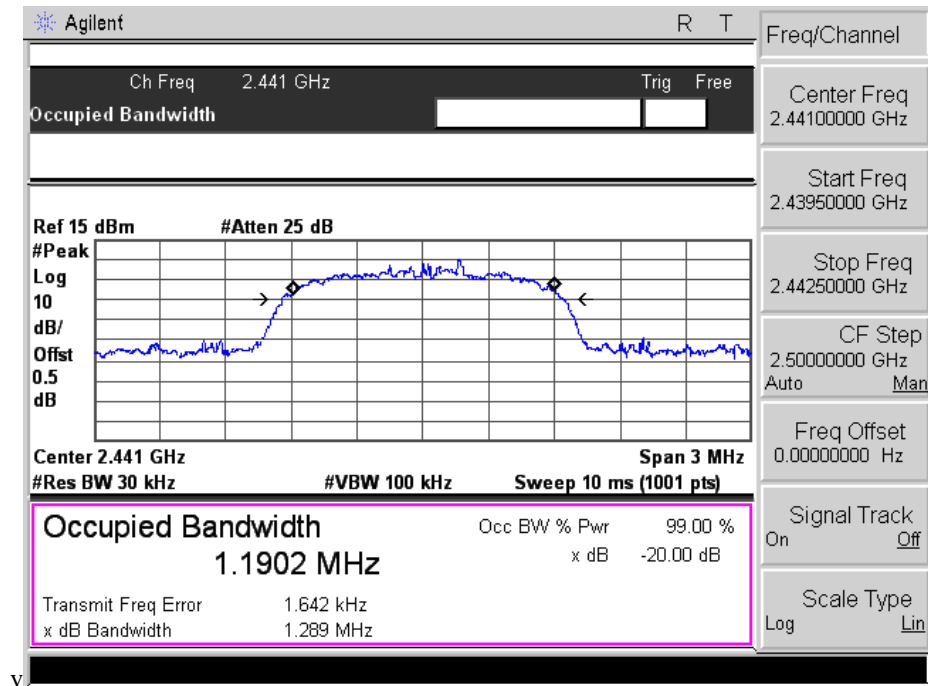 Agilent R T
Freq/Channel
Ch Freq 2.441 GHz Trig Free
Occupied Bandwidth
Center Freq
2.44100000 GHz
Start Freq
2.43950000 GHz
Stop Freq
2.44250000 GHz
CF Step
2.50000000 GHz
Auto Man
Freq Offset
0.00000000 Hz
Signal Track
On Off
Scale Type
Log Lin
Ref 15 dBm #Atten 25 dB
#Peak
Log
10
dB/
Offst
0.5
dB
Center 2.441 GHz Span 3 MHz
#Res BW 30 kHz #VBW 100 kHz Sweep 10 ms (1001 pts)
Occupied Bandwidth Occ BW % Pwr 99.00 %
1.1902 MHz x dB -20.00 dB
Transmit Freq Error 1.642 kHz
x dB Bandwidth 1.289 MHz
v